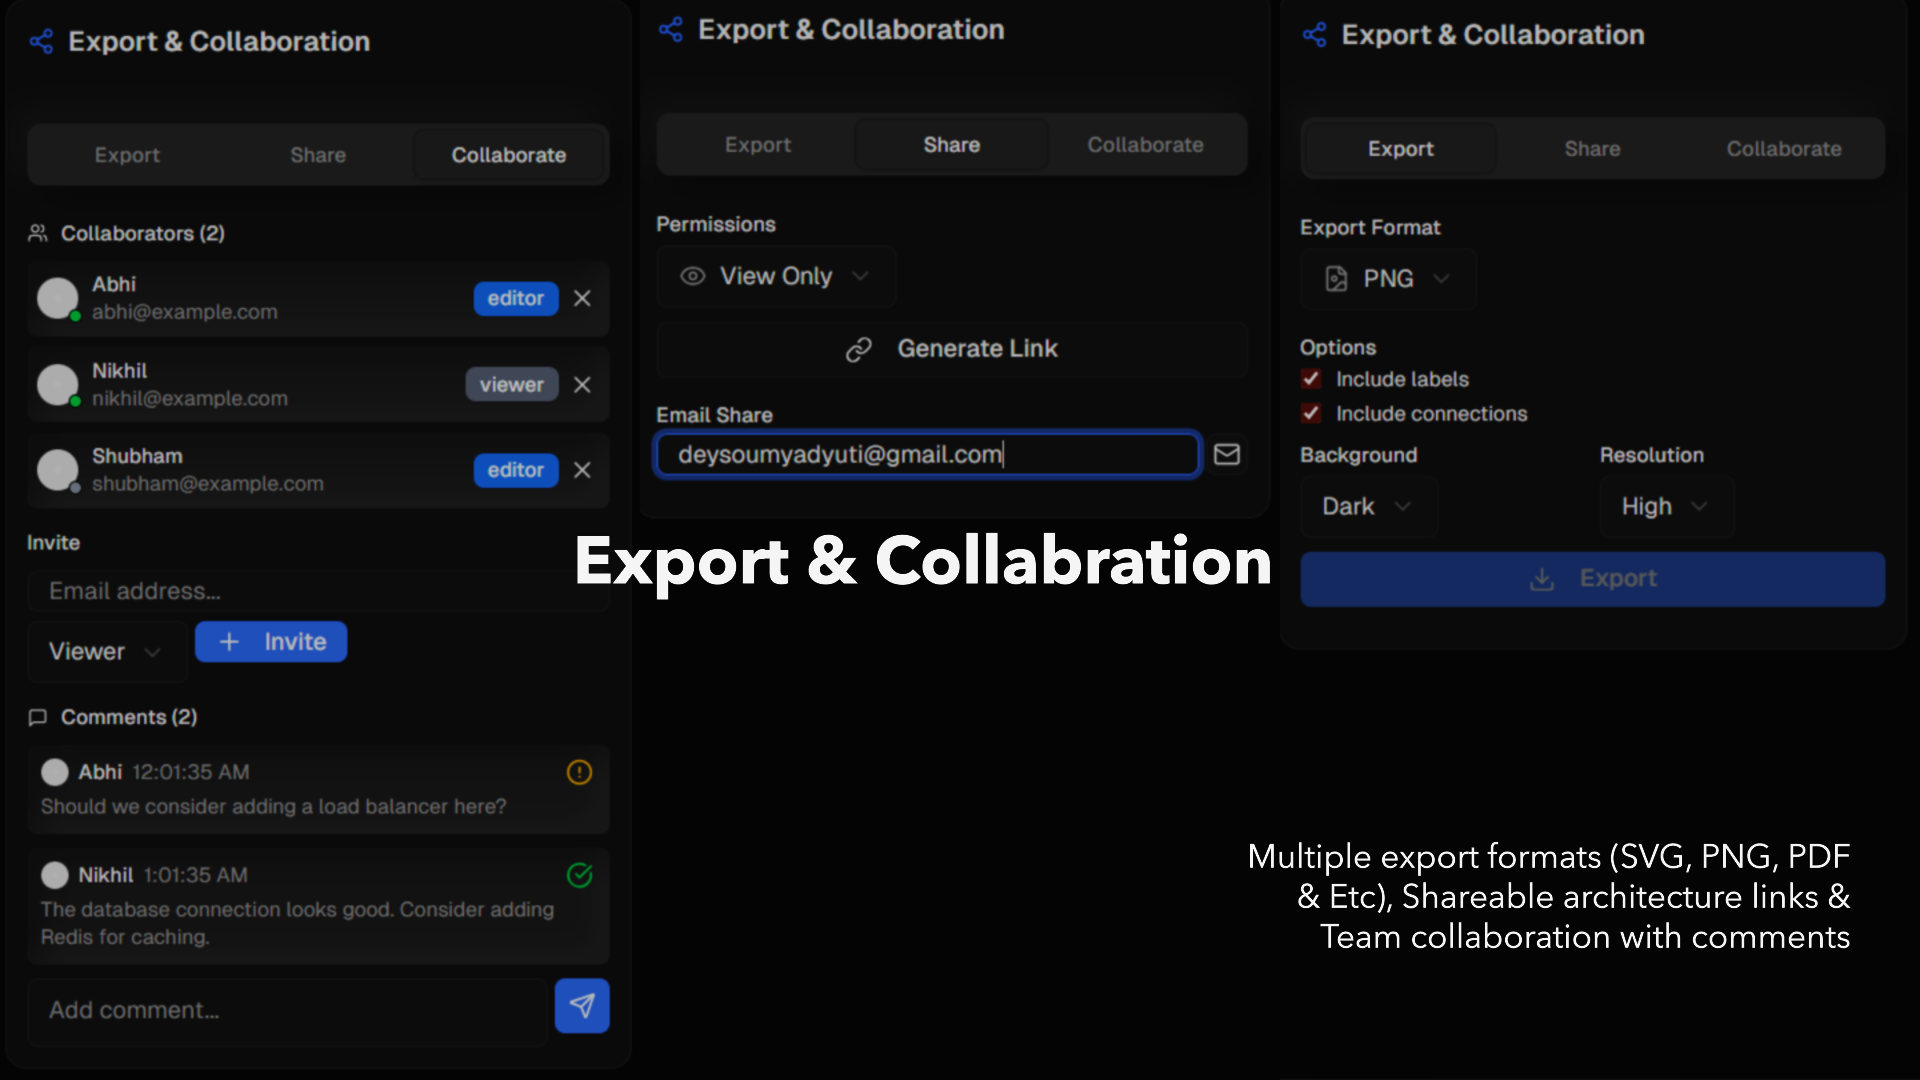 Export & Collaboration
Export Share Collaborate
Collaborators (2)
Abhi
abhi@example.com
editor
Nikhil
nikhil@example.com
viewer
Shubham
shubham@example.com
editor
Invite
Email address...
Viewer
Invite
Comments (2)
Abhi 12:01:35 AM
Should we consider adding a load balancer here?
Nikhil 1:01:35 AM
The database connection looks good. Consider adding
Redis for caching.
Add comment...
Export & Collaboration
Export Share Collaborate
Permissions
View Only
Generate Link
Email Share
deysoumyadyuti@gmail.com
Export & Collaboration
Export Share Collaborate
Export Format
PNG
Options
Include labels
Include connections
Background Resolution
Dark High
Export
Export & Collabration
Multiple export formats (SVG, PNG, PDF
& Etc), Shareable architecture links &
Team collaboration with comments